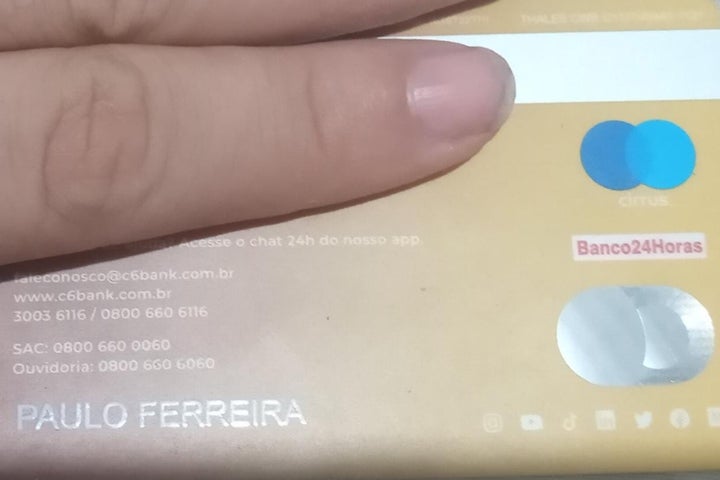 THALES
Acesse o chat 24h do nosso app.
faleconosco@c6bank.com.br
www.c6bank.com.br
3003 6116 / 0800 660 6116
SAC: 0800 660 0060
Ouvidoria: 0800 660 6060
PAULO FERREIRA
cirrus
Banco24Horas